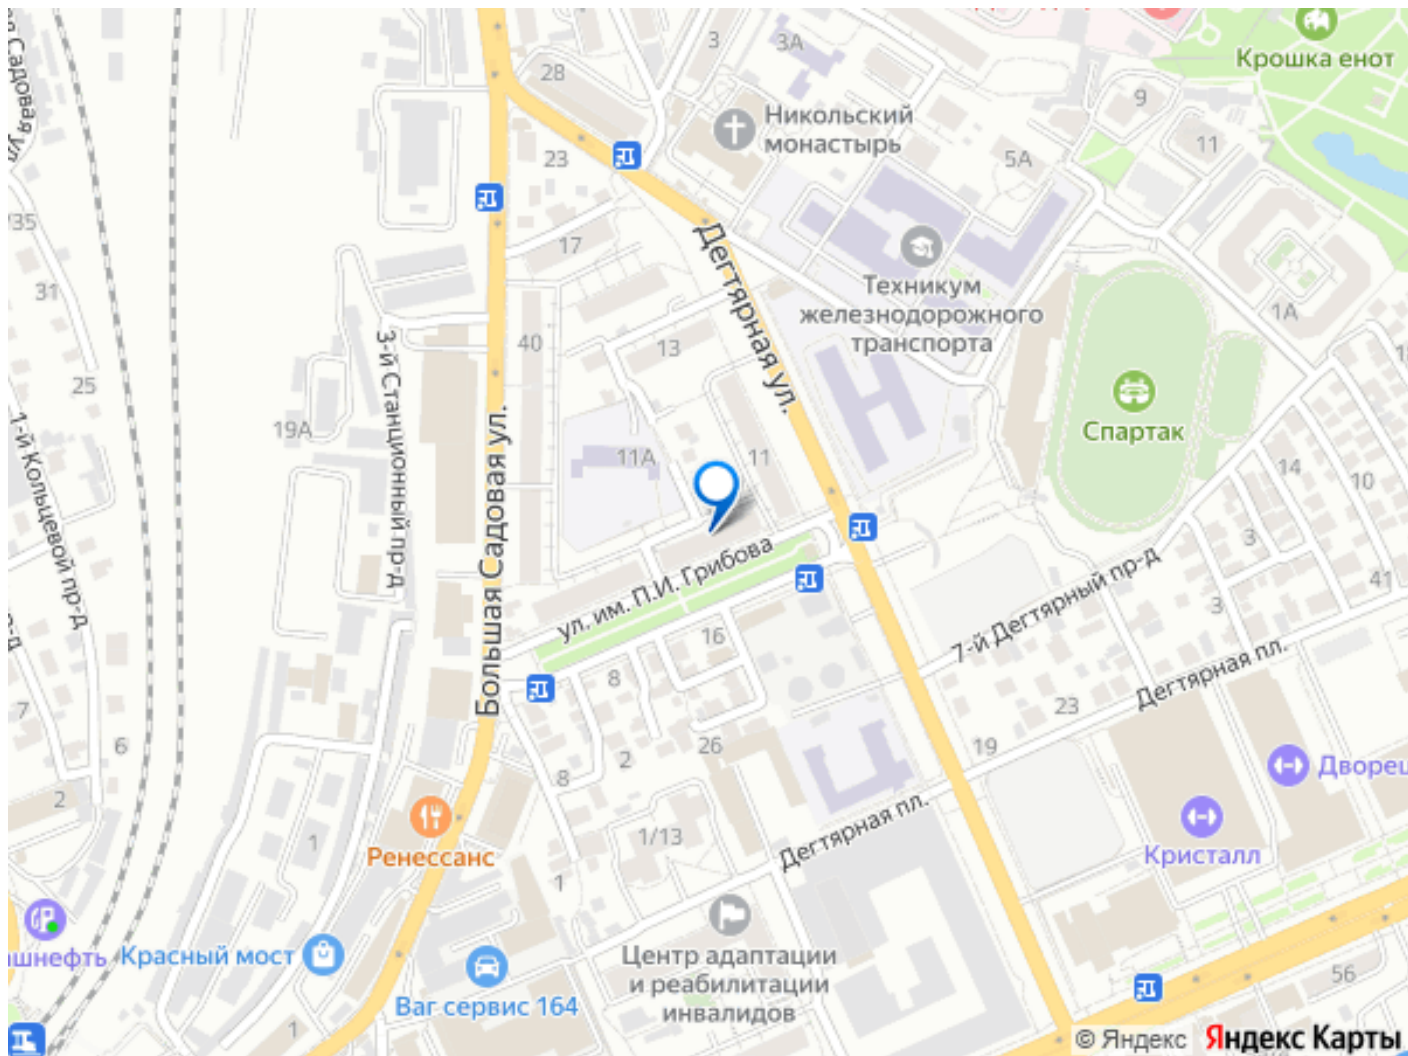 Крошка енот
3
3А
28
9
Никольский
монастырь
23
11
5А
я Садовая ул.
35
17
Дегтярная ул.
Техникум
железнодорожного
транспорта
31
1А
40
13
3-й Станционный пр-д
25
Спартак
19А
1-й Кольцевой пр-д
Большая Садовая ул.
11А
11
14
10
3
ул. им. П.И. Грибова
7-й Дегтярный пр-д
41
3
16
8
Дегтярная пл.
23
7
6
26
19
2
8
Дворец
2
1
1/13
Дегтярная пл.
Ренессанс
Кристалл
1
ашнефть
Красный мост
Центр адаптации
и реабилитации
инвалидов
56
Ваг сервис 164
1
© Яндекс
Яндекс Карты